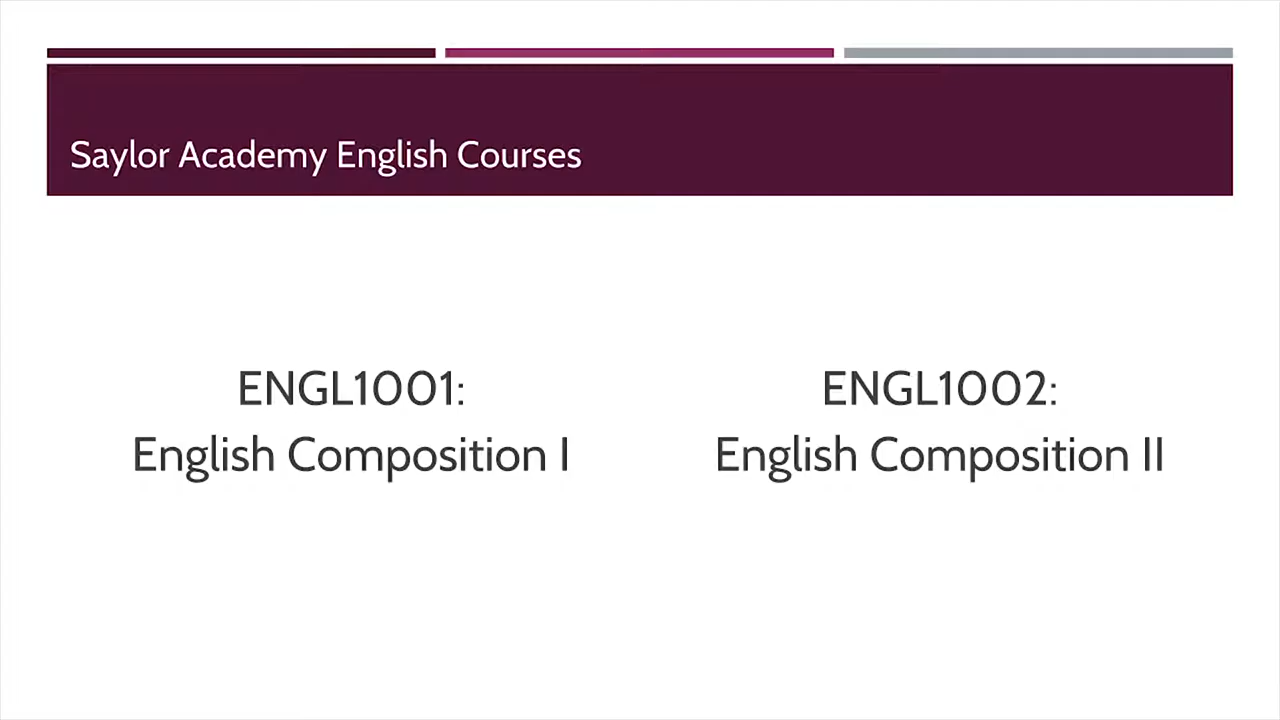 Saylor Academy English Courses
ENGL1001:
English Composition I
ENGL1002:
English Composition II